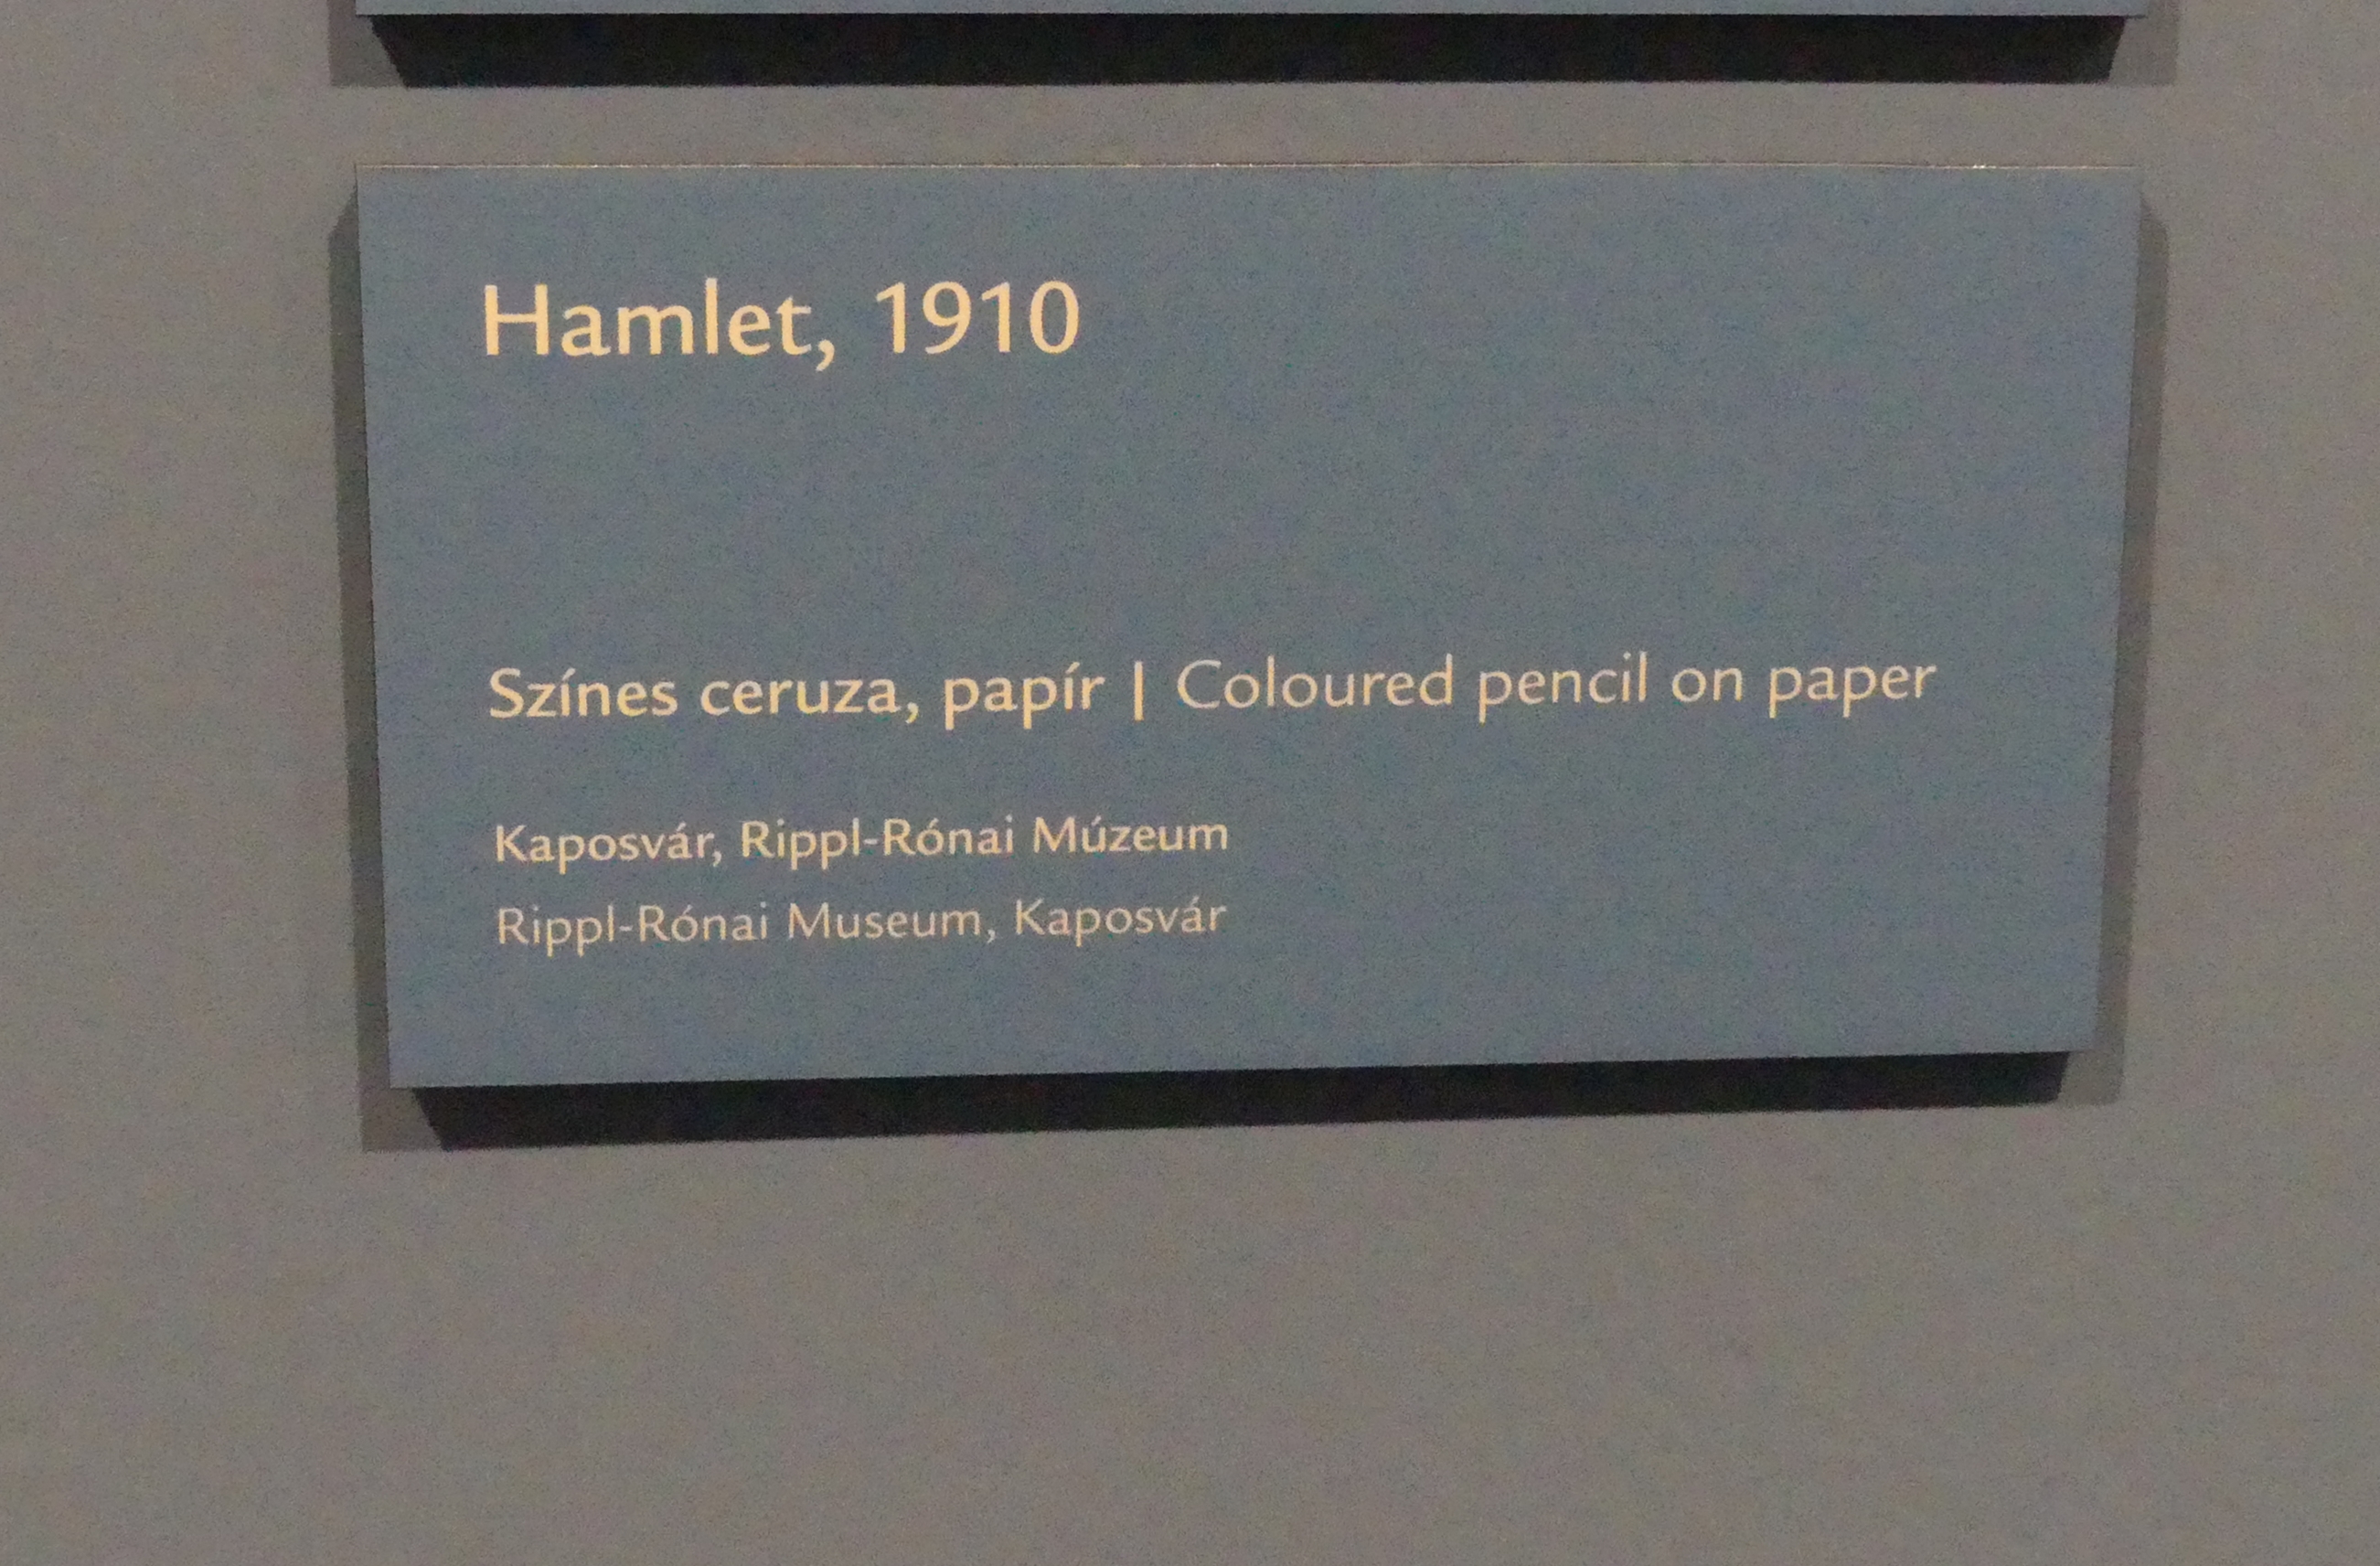 Hamlet, 1910
Színes ceruza, papír | Coloured pencil on paper
Kaposvár, Rippl-Rónai Múzeum
Rippl-Rónai Museum, Kaposvár